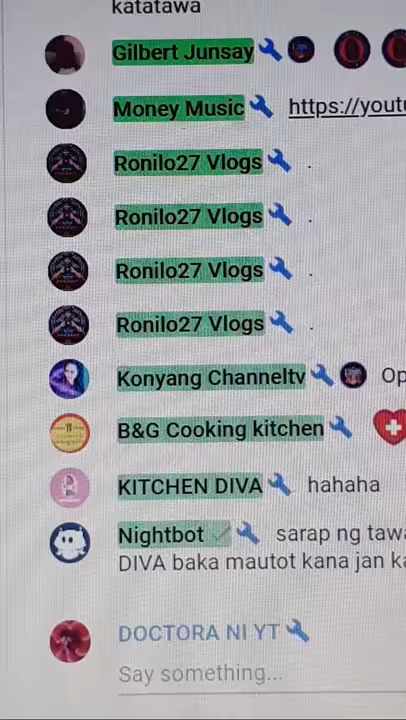 katatawa
Gilbert Junsay
Money Music https://yout
Ronilo27 Vlogs .
Ronilo27 Vlogs .
Ronilo27 Vlogs .
Ronilo27 Vlogs .
Konyang Channeltv Op
B&G Cooking kitchen
KITCHEN DIVA hahaha
Nightbot sarap ng tawa
DIVA baka mautot kana jan ka
DOCTORA NI YT
Say something...